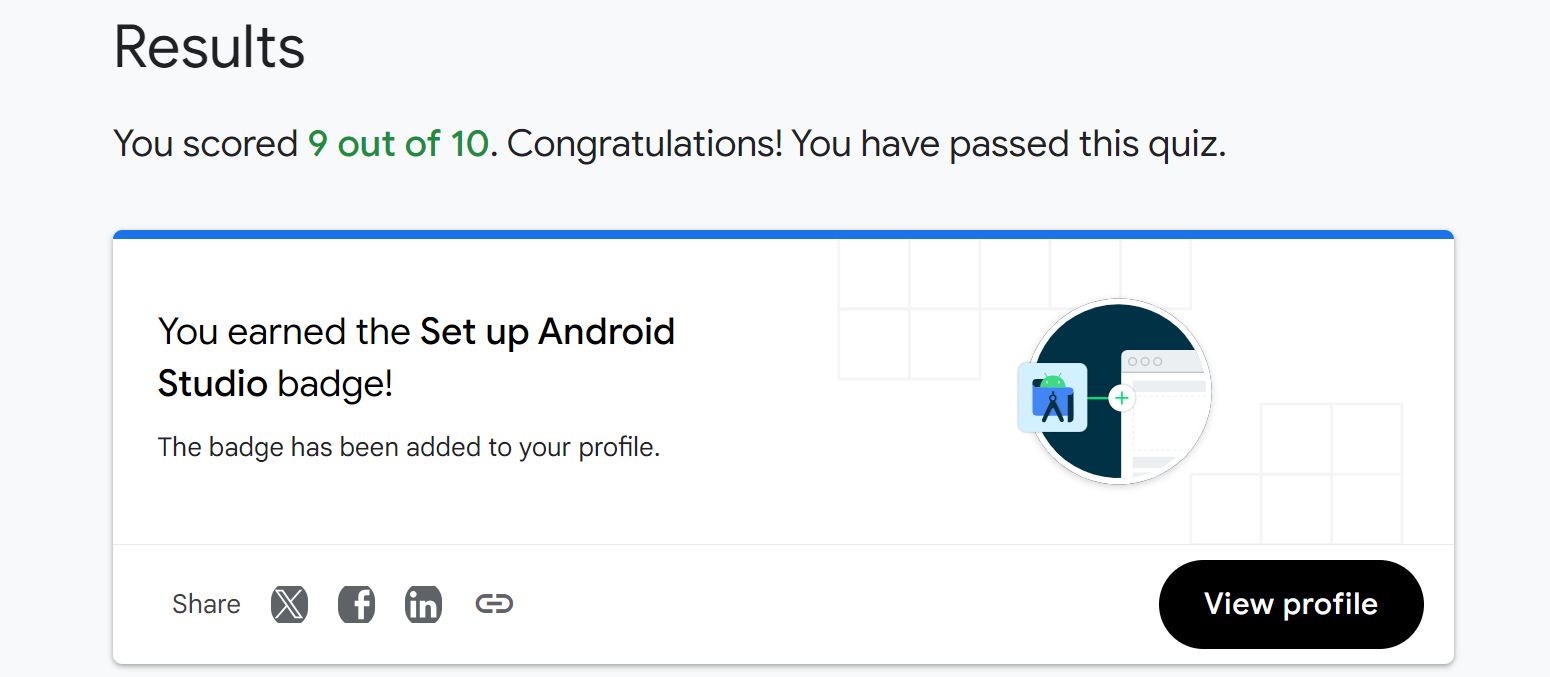 Results
You scored 9 out of 10. Congratulations! You have passed this quiz.
You earned the Set up Android
Studio badge!
The badge has been added to your profile.
Share
View profile